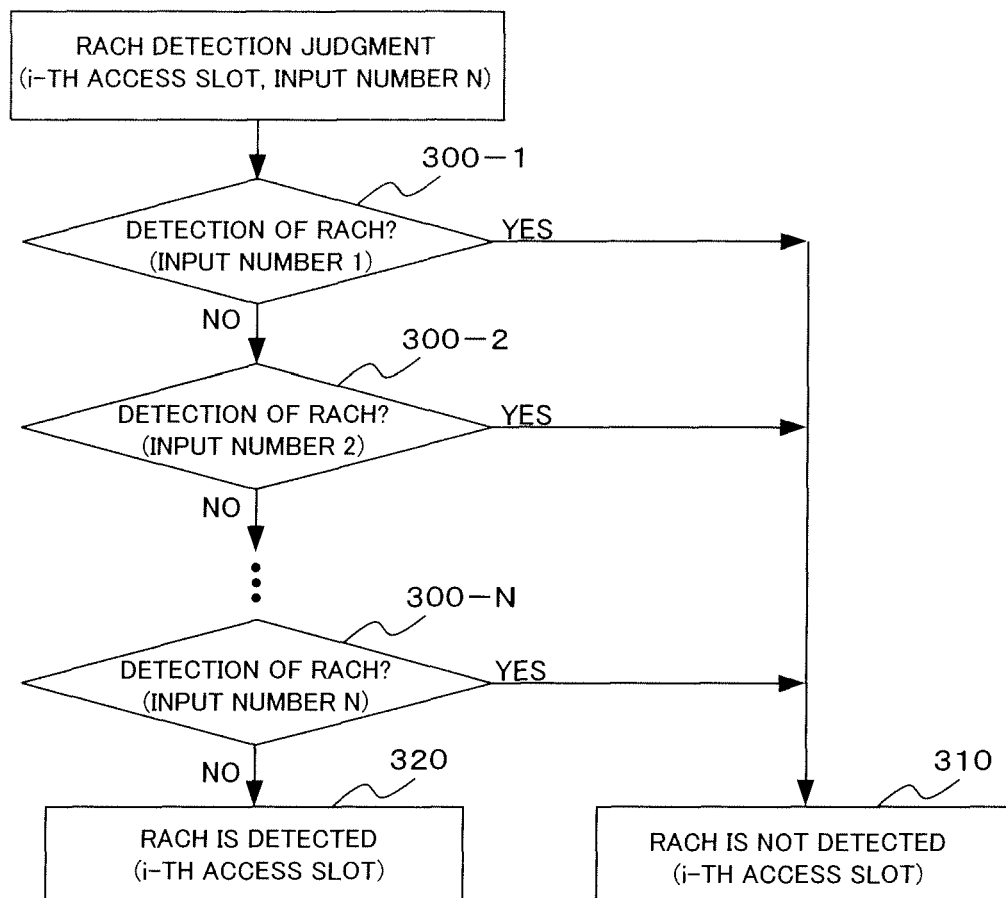 RACH DETECTION JUDGMENT
(i-TH ACCESS SLOT, INPUT NUMBER N)
300-1
DETECTION OF RACH?
(INPUT NUMBER 1)
YES
NO
300-2
DETECTION OF RACH?
(INPUT NUMBER 2)
YES
NO
300-N
DETECTION OF RACH?
(INPUT NUMBER N)
YES
NO
320
310
RACH IS DETECTED
(i-TH ACCESS SLOT)
RACH IS NOT DETECTED
(i-TH ACCESS SLOT)